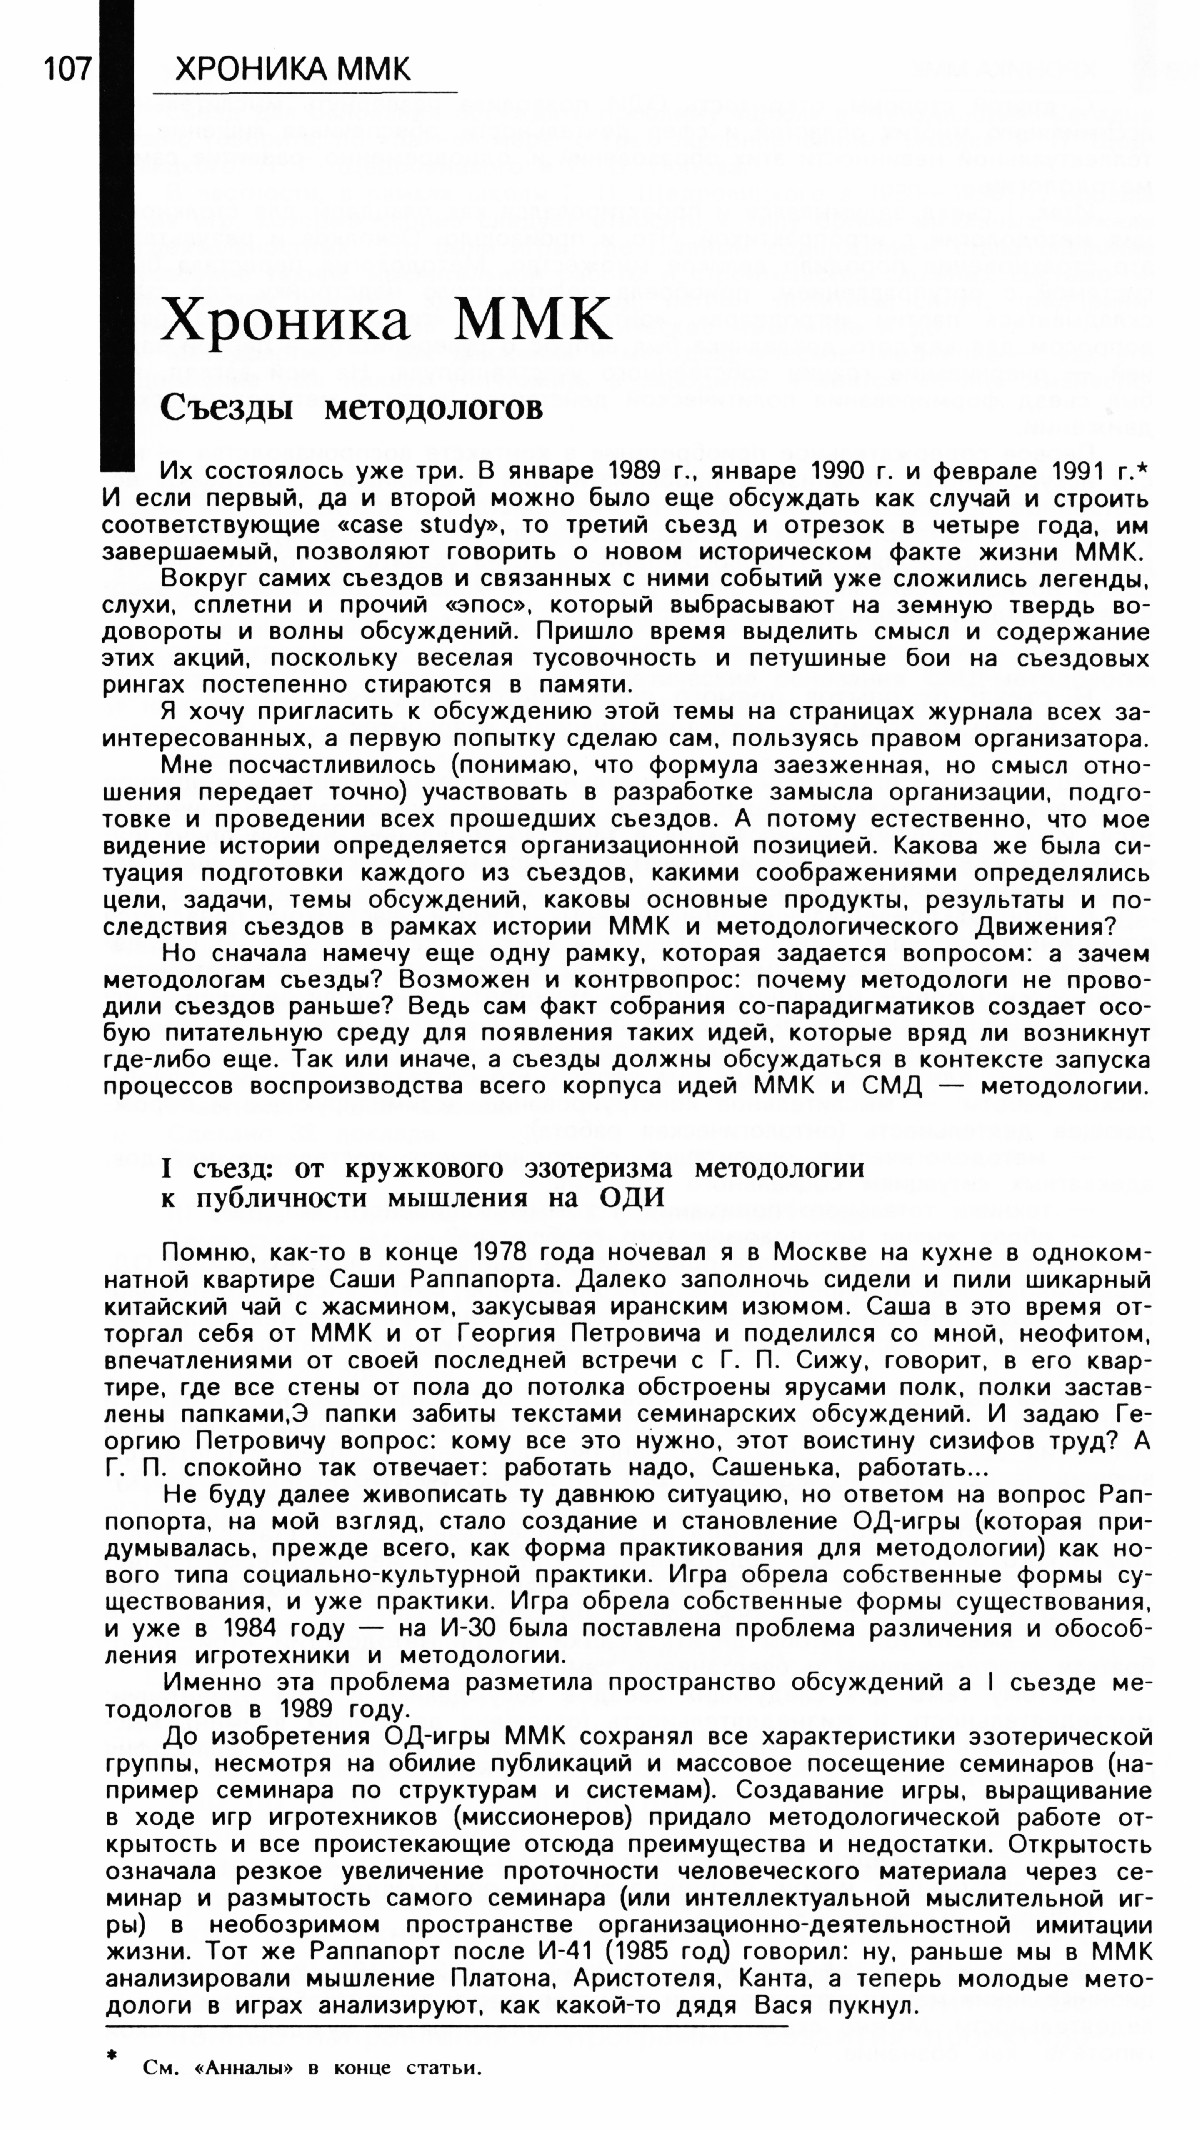 107
ХРОНИКА ММК
Хроника ММК
Съезды методологов
Их состоялось уже три. В январе 1989 г., январе 1990 г. и феврале 1991 г.*
И если первый, да и второй можно было еще обсуждать как случай и строить
соответствующие «case study», то третий съезд и отрезок в четыре года, им
завершаемый, позволяют говорить о новом историческом факте жизни ММК.
Вокруг самих съездов и связанных с ними событий уже сложились легенды,
слухи, сплетни и прочий «эпос», который выбрасывают на земную твердь во-
довороты и волны обсуждений. Пришло время выделить смысл и содержание
этих акций, поскольку веселая тусовочность и петушиные бои на съездовых
рингах постепенно стираются в памяти.
Я хочу пригласить к обсуждению этой темы на страницах журнала всех за-
интересованных, а первую попытку сделаю сам, пользуясь правом организатора.
Мне посчастливилось (понимаю, что формула заезженная, но смысл отно-
шения передает точно) участвовать в разработке замысла организации, подго-
товке и проведении всех прошедших съездов. А потому естественно, что мое
видение истории определяется организационной позицией. Какова же была си-
туация подготовки каждого из съездов, какими соображениями определялись
цели, задачи, темы обсуждений, каковы основные продукты, результаты и по-
следствия съездов в рамках истории ММК и методологического Движения?
Но сначала намечу еще одну рамку, которая задается вопросом: а зачем
методологам съезды? Возможен и контрвопрос: почему методологи не прово-
дили съездов раньше? Ведь сам факт собрания со-парадигматиков создает осо-
бую питательную среду для появления таких идей, которые вряд ли возникнут
где-либо еще. Так или иначе, а съезды должны обсуждаться в контексте запуска
процессов воспроизводства всего корпуса идей ММК и СМД — методологии.
I съезд: от кружкового эзотеризма методологии
к публичности мышления на ОДИ
Помню, как-то в конце 1978 года ночевал я в Москве на кухне в одноком-
натной квартире Саши Раппапорта. Далеко заполночь сидели и пили шикарный
китайский чай с жасмином, закусывая иранским изюмом. Саша в это время от-
торгал себя от ММК и от Георгия Петровича и поделился со мной, неофитом,
впечатлениями от своей последней встречи с Г. П. Сижу, говорит, в его квар-
тире, где все стены от пола до потолка обстроены ярусами полк, полки застав-
лены папками,Э папки забиты текстами семинарских обсуждений. И задаю Ге-
оргию Петровичу вопрос: кому все это нужно, этот воистину сизифов труд? А
Г. П. спокойно так отвечает: работать надо, Сашенька, работать...
Не буду далее живописать ту давнюю ситуацию, но ответом на вопрос Рап-
попорта, на мой взгляд, стало создание и становление ОД-игры (которая при-
думывалась, прежде всего, как форма практикования для методологии) как но-
вого типа социально-культурной практики. Игра обрела собственные формы су-
ществования, и уже практики. Игра обрела собственные формы существования,
и уже в 1984 году — на И-30 была поставлена проблема различения и обособ-
ления игротехники и методологии.
Именно эта проблема разметила пространство обсуждений а I съезде ме-
тодологов в 1989 году.
До изобретения ОД-игры ММК сохранял все характеристики эзотерической
группы, несмотря на обилие публикаций и массовое посещение семинаров (на-
пример семинара по структурам и системам). Создавание игры, выращивание
в ходе игр игротехников (миссионеров) придало методологической работе от-
крытость и все проистекающие отсюда преимущества и недостатки. Открытость
означала резкое увеличение проточности человеческого материала через се-
минар и размытость самого семинара (или интеллектуальной мыслительной иг-
ры) в необозримом пространстве организационно-деятельностной имитации
жизни. Тот же Раппапорт после И-41 (1985 год) говорил: ну, раньше мы в ММК
анализировали мышление Платона, Аристотеля, Канта, а теперь молодые мето-
дологи в играх анализируют, как какой-то дядя Вася пукнул.
* См. «Анналы» в конце статьи.